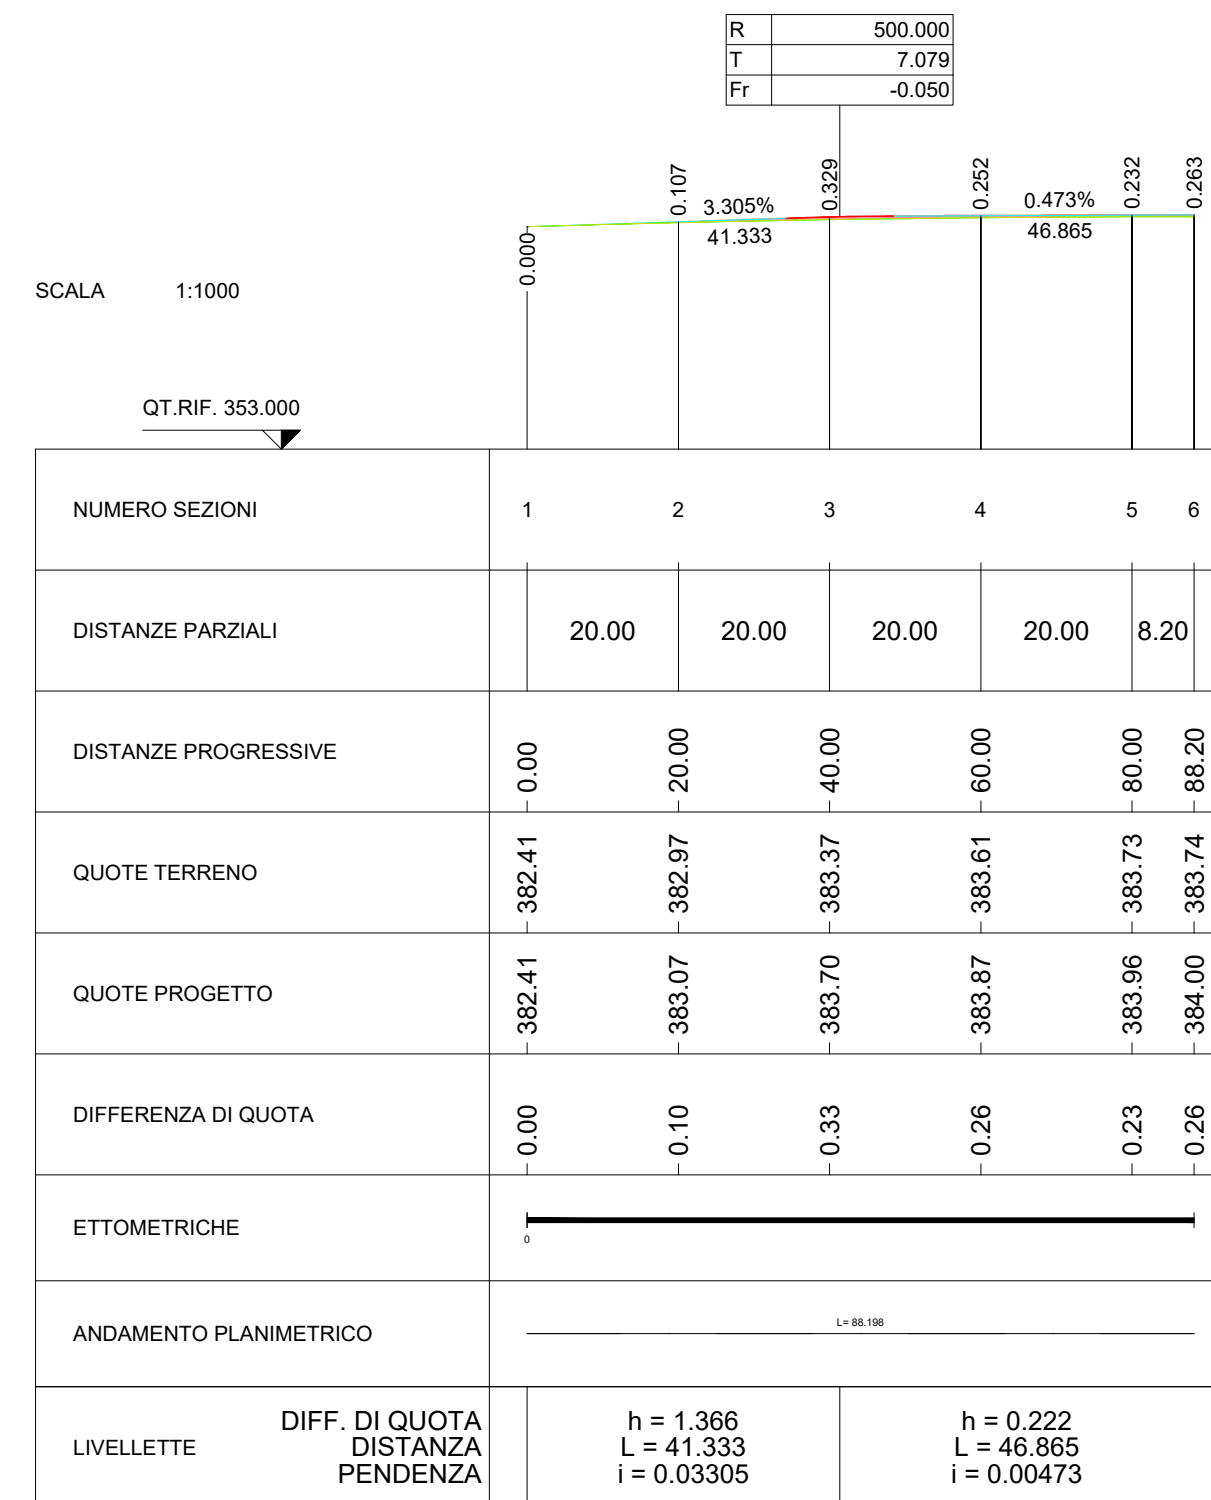 R 500.000
T 7.079
Fr -0.050
0.000 0.107 0.329 0.252 0.232 0.263
3.305% 0.473%
41.333 46.865
SCALA 1:1000
QT.RIF. 353.000
NUMERO SEZIONI 1 2 3 4 5 6
DISTANZE PARZIALI 20.00 20.00 20.00 20.00 8.20
DISTANZE PROGRESSIVE 0.00 20.00 40.00 60.00 80.00 88.20
QUOTE TERRENO 382.41 382.97 383.37 383.61 383.73 383.74
QUOTE PROGETTO 382.41 383.07 383.70 383.87 383.96 384.00
DIFFERENZA DI QUOTA 0.00 0.10 0.33 0.26 0.23 0.26
ETTOMETRICHE
0
ANDAMENTO PLANIMETRICO L= 88.198
LIVELLETTE
DIFF. DI QUOTA h = 1.366 h = 0.222
DISTANZA L = 41.333 L = 46.865
PENDENZA i = 0.03305 i = 0.00473